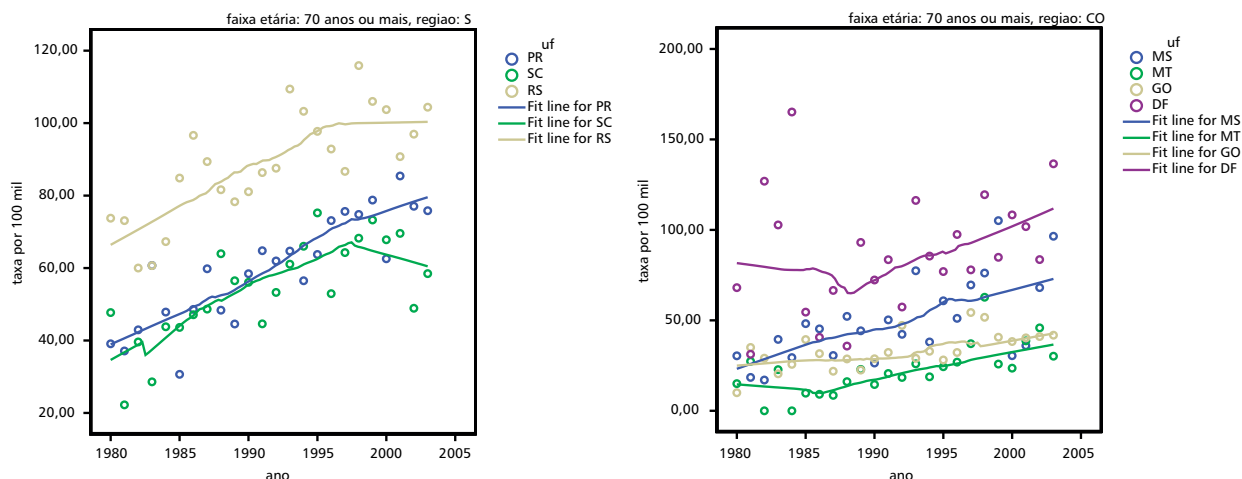 faixa etária: 70 anos ou mais, regiao: S
taxa por 100 mil
120,00
100,00
80,00
60,00
40,00
20,00
1980
1985
1990
1995
2000
2005
ano
uf
PR
SC
RS
Fit line for PR
Fit line for SC
Fit line for RS
faixa etária: 70 anos ou mais, regiao: CO
taxa por 100 mil
200,00
150,00
100,00
50,00
0,00
1980
1985
1990
1995
2000
2005
ano
uf
MS
MT
GO
DF
Fit line for MS
Fit line for MT
Fit line for GO
Fit line for DF